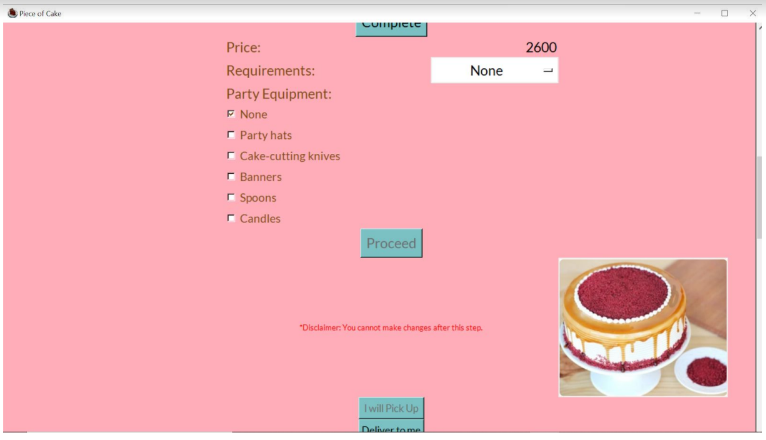 Piece of Cake
Complete
Price: 2600
Requirements: None
Party Equipment:
None
Party hats
Cake-cutting knives
Banners
Spoons
Candles
Proceed
*Disclaimer: You cannot make changes after this step.
I will Pick Up
Deliver to me